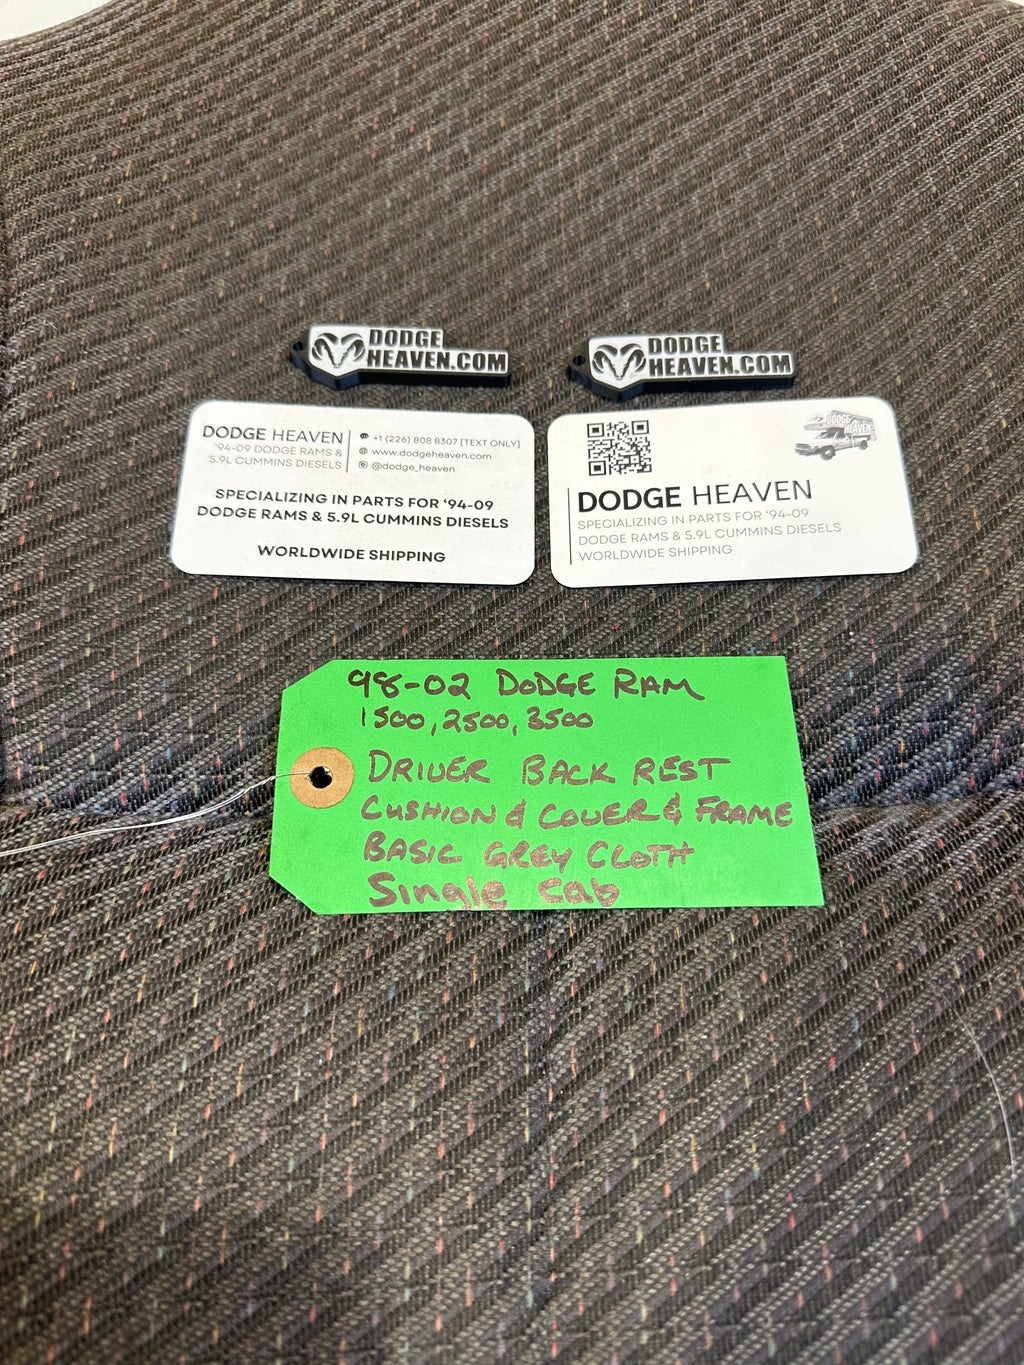 DODGE
HEAVEN.COM
DODGE
HEAVEN.COM
DODGE HEAVEN
'94-09 DODGE RAMS &
5.9L CUMMINS DIESELS
+1 (226) 808 8307 [TEXT ONLY]
www.dodgeheaven.com
@dodge_heaven
SPECIALIZING IN PARTS FOR '94-09
DODGE RAMS & 5.9L CUMMINS DIESELS
WORLDWIDE SHIPPING
DODGE
HEAVEN
DODGE HEAVEN
SPECIALIZING IN PARTS FOR '94-09
DODGE RAMS & 5.9L CUMMINS DIESELS
WORLDWIDE SHIPPING
98-02 DODGE RAM
1500, 2500, 3500
DRIVER BACK REST
CUSHION & COVER & FRAME
BASIC GREY CLOTH
Single cab